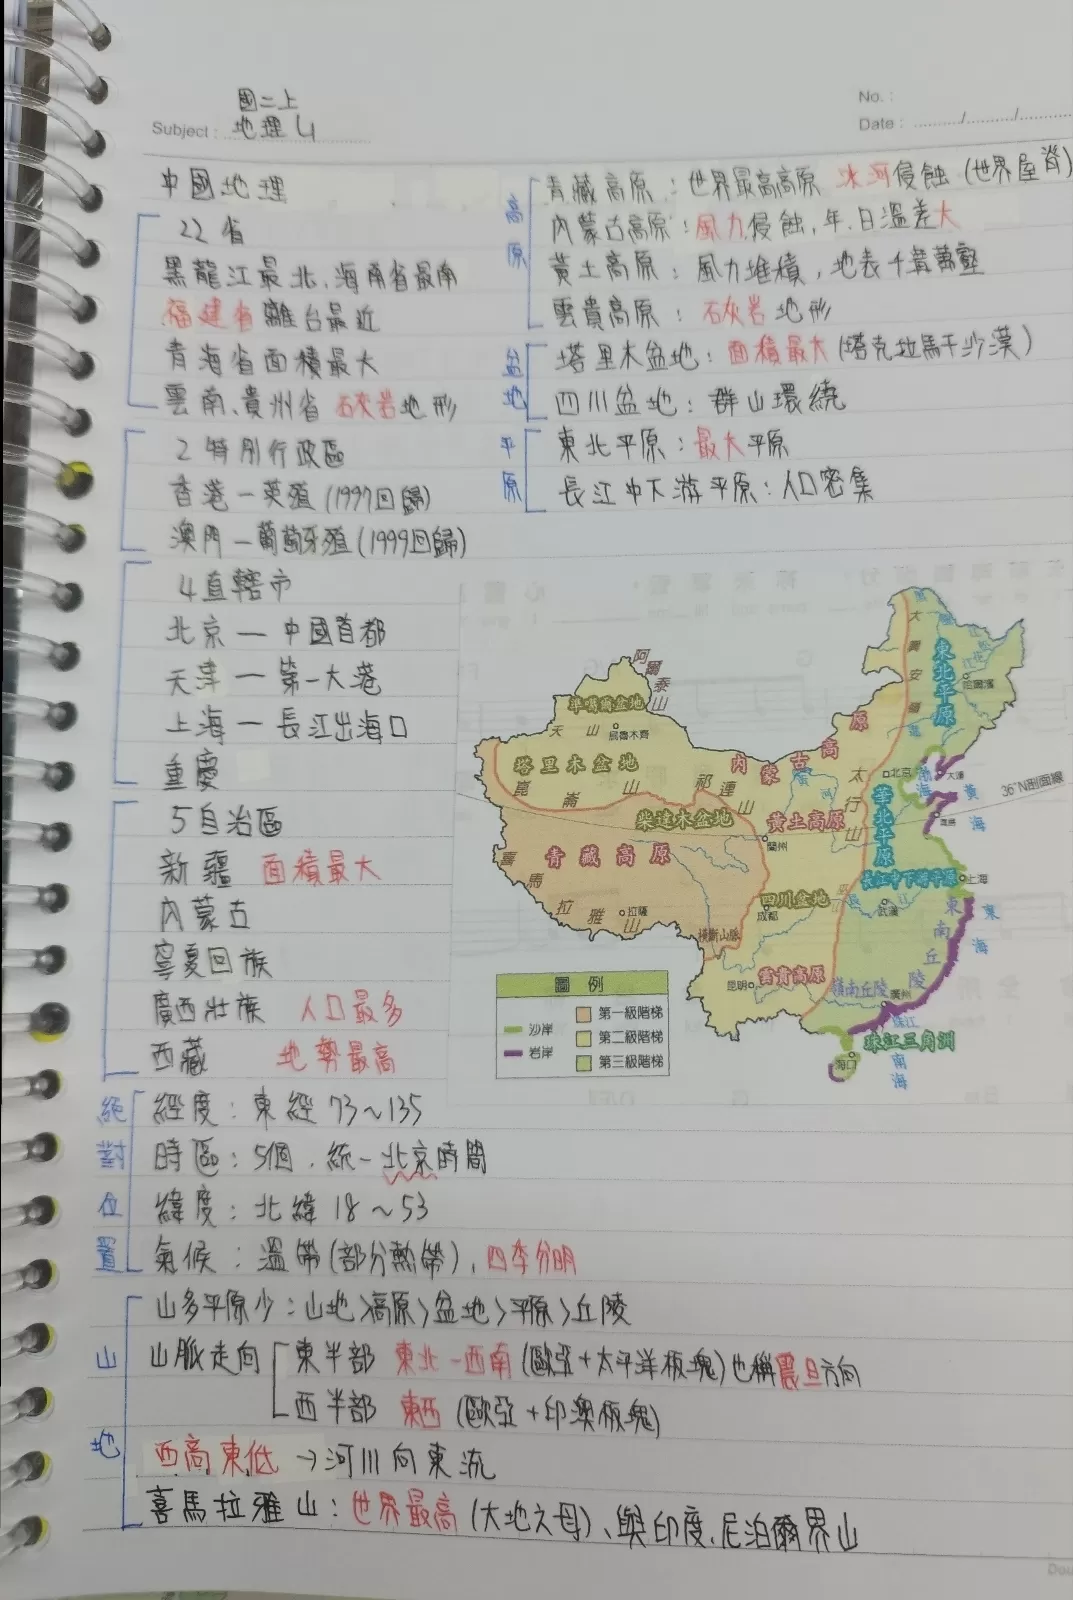 國二上
Subject : 地理 4
No. :
Date :
中國地理
22 省
黑龍江最北、海南省最南
福建省離台最近
青海省面積最大
雲南、貴州省 石灰岩地形
2 特別行政區
香港 — 英殖 (1997回歸)
澳門 — 葡萄牙殖 (1999回歸)
4 直轄市
北京 — 中國首都
天津 — 第一大港
上海 — 長江出海口
重慶
5 自治區
新疆 面積最大
內蒙古
寧夏回族
廣西壯族 人口最多
西藏 地勢最高
高原
青藏高原 : 世界最高高原 冰河侵蝕 (世界屋脊)
內蒙古高原 : 風力侵蝕, 年、日溫差大
黃土高原 : 風力堆積, 地表千溝萬壑
雲貴高原 : 石灰岩地形
盆地
塔里木盆地 : 面積最大 (塔克拉馬干沙漠)
四川盆地 : 群山環繞
平原
東北平原 : 最大平原
長江中下游平原 : 人口密集
阿爾泰山
準噶爾盆地
天山
烏魯木齊
塔里木盆地
崑崙山
祁連山
柴達木盆地
青藏高原
喜馬拉雅山
拉薩
橫斷山脈
內蒙古高原
黃河
黃土高原
蘭州
太行山
大興安嶺
東北平原
哈爾濱
北京
渤海
大連
黃海
青島
36°N剖面線
華北平原
長江中下游平原
上海
四川盆地
成都
巫山
長江
武漢
東海
東南丘陵
雲貴高原
昆明
嶺南丘陵
廣州
珠江
珠江三角洲
海口
南海
圖例
沙岸
岩岸
第一級階梯
第二級階梯
第三級階梯
絕對位置
經度 : 東經 73~135
時區 : 5個, 統一北京時間
緯度 : 北緯 18~53
氣候 : 溫帶 (部分熱帶), 四季分明
山地
山多平原少 : 山地>高原>盆地>平原>丘陵
山脈走向
東半部 東北-西南 (歐亞+太平洋板塊) 也稱震旦方向
西半部 東西 (歐亞+印澳板塊)
西高東低 → 河川向東流
喜馬拉雅山 : 世界最高 (大地之母)、與印度、尼泊爾界山